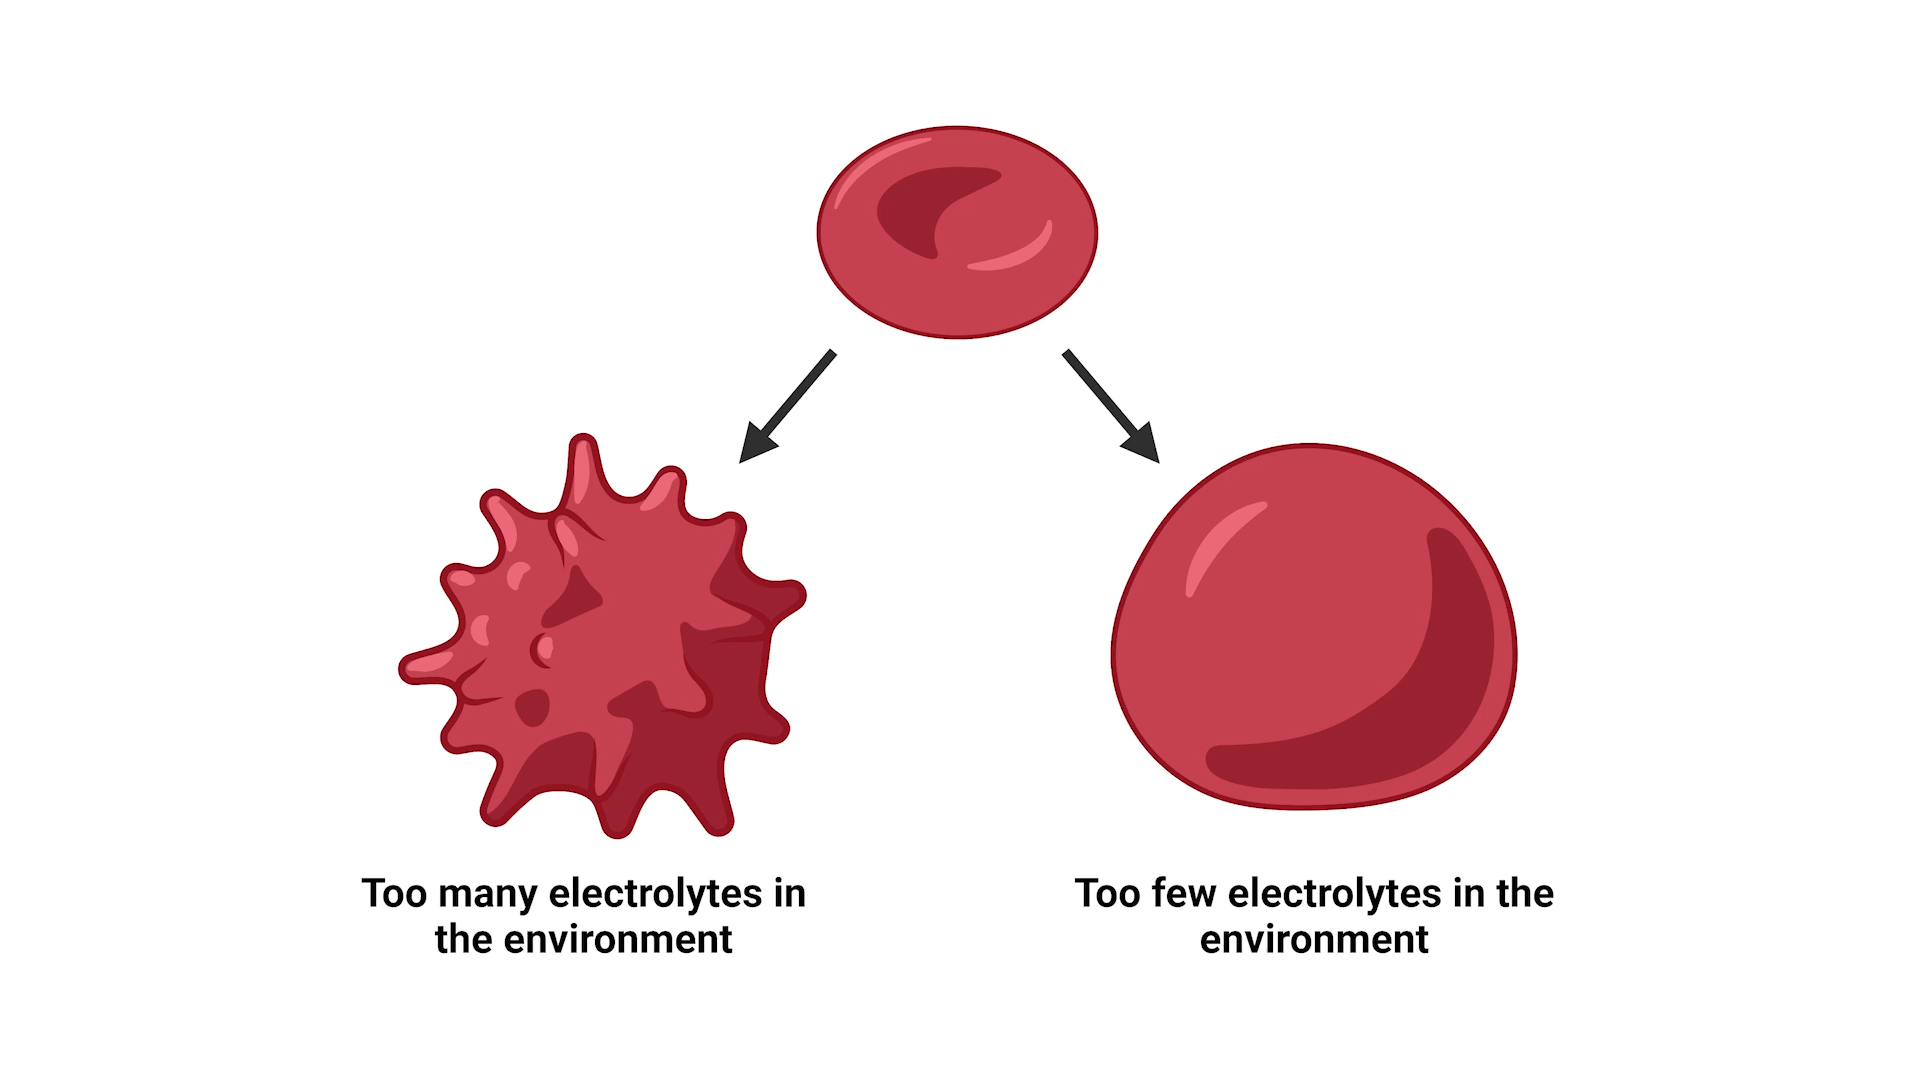 Too many electrolytes in
the environment
Too few electrolytes in the
environment